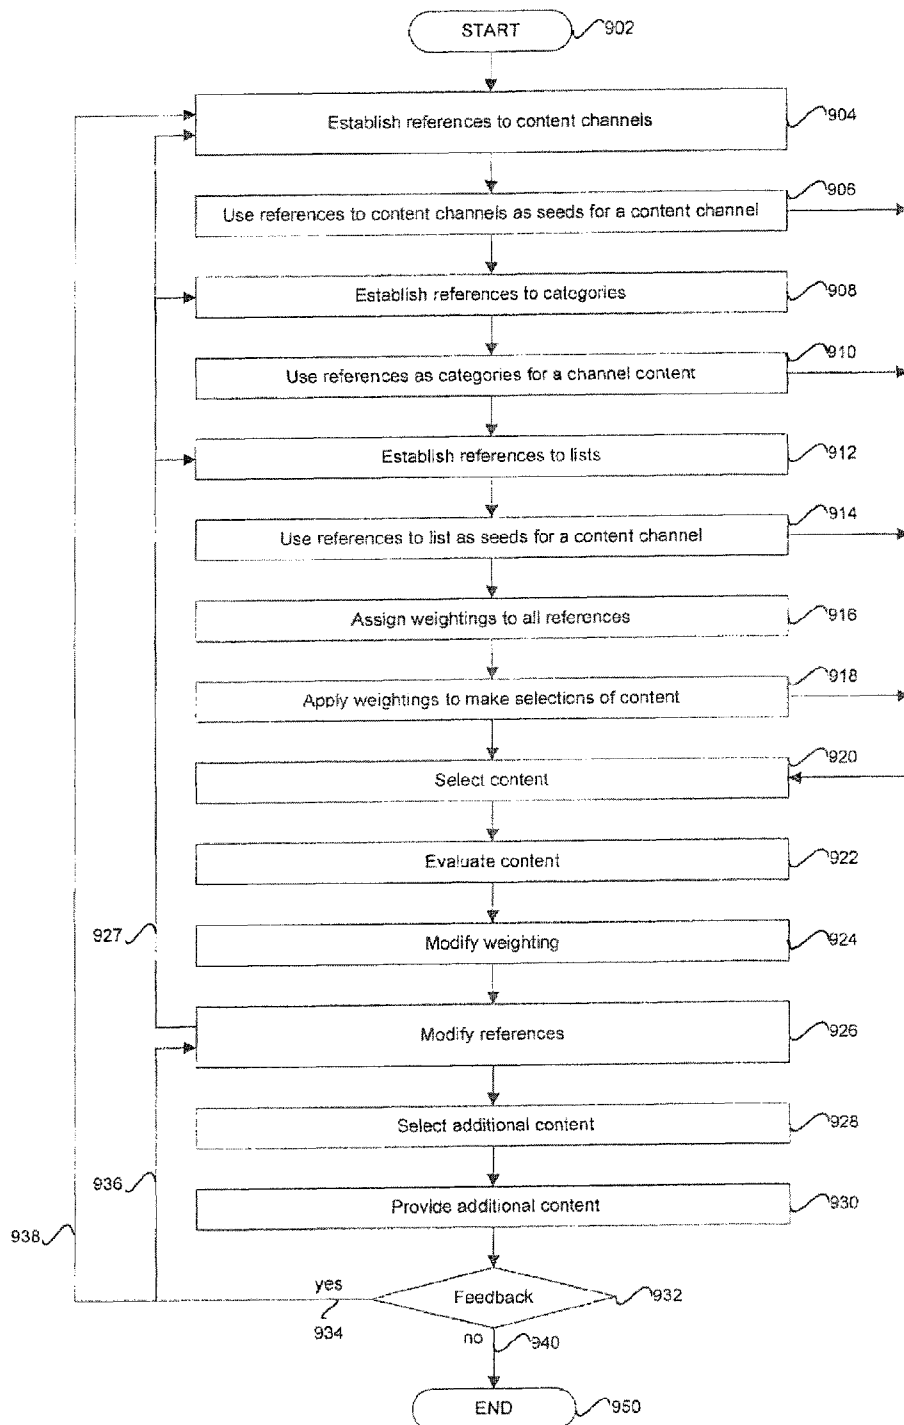 START
902
Establish references to content channels
904
906
Use references to content channels as seeds for a content channel
Establish references to categories
908
910
Use references as categories for a channel content
Establish references to lists
912
914
Use references to list as seeds for a content channel
Assign weightings to all references
916
918
Apply weightings to make selections of content
920
Select content
Evaluate content
922
927
Modify weighting
924
Modify references
926
Select additional content
928
936
Provide additional content
930
938
yes
Feedback
932
934
no
940
END
950